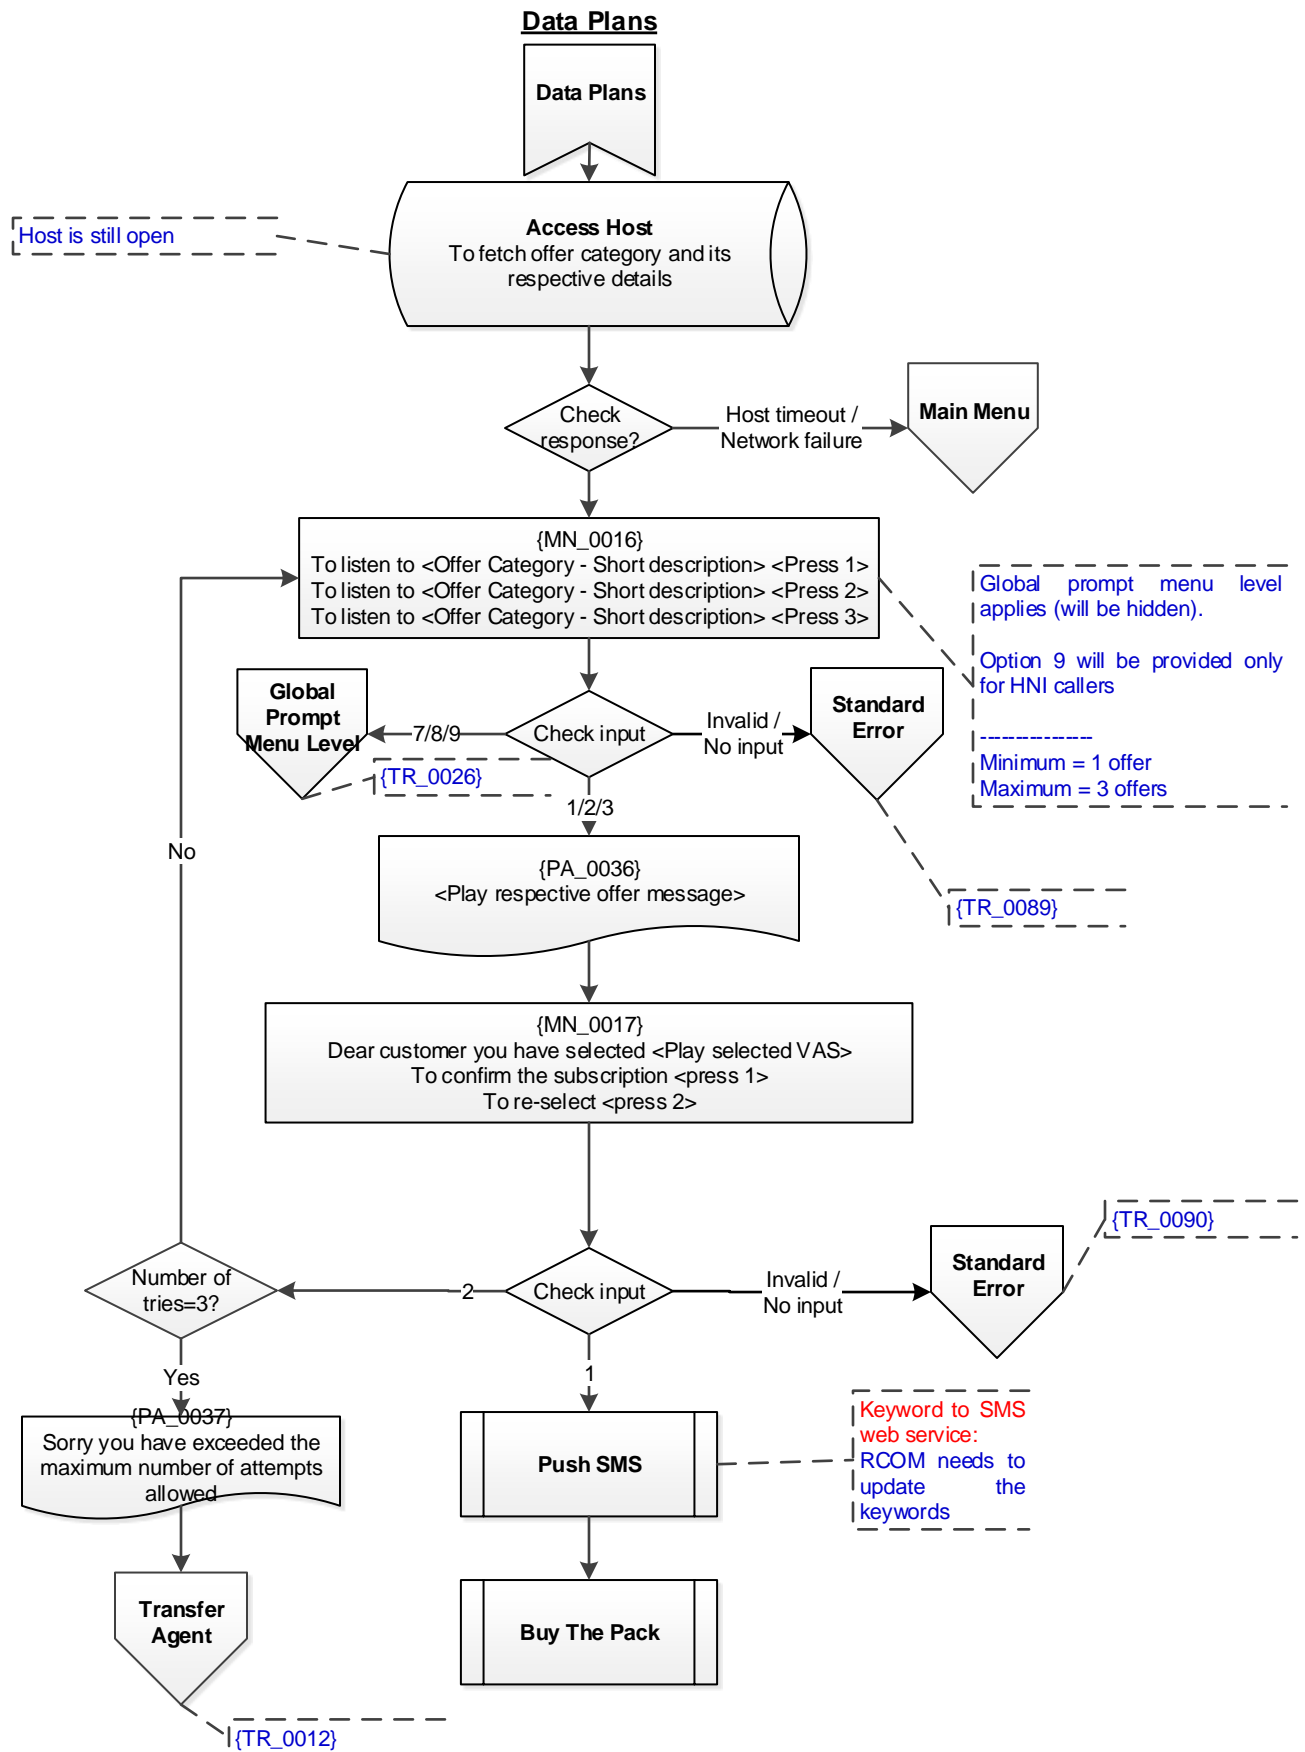 Data Plans
Data Plans
Access Host
To fetch offer category and its
respective details
Host is still open
Check
response?
Host timeout /
Network failure
Main Menu
{MN_0016}
To listen to <Offer Category - Short description> <Press 1>
To listen to <Offer Category - Short description> <Press 2>
To listen to <Offer Category - Short description> <Press 3>
Global prompt menu level
applies (will be hidden).
Option 9 will be provided only
for HNI callers
----------------
Minimum = 1 offer
Maximum = 3 offers
Global
Prompt
Menu Level
7/8/9
Check input
Invalid /
No input
Standard
Error
{TR_0026}
1/2/3
No
{PA_0036}
<Play respective offer message>
{TR_0089}
{MN_0017}
Dear customer you have selected <Play selected VAS>
To confirm the subscription <press 1>
To re-select <press 2>
{TR_0090}
Number of
tries=3?
2
Check input
Invalid /
No input
Standard
Error
Yes
1
{PA_0037}
Sorry you have exceeded the
maximum number of attempts
allowed
Push SMS
Keyword to SMS
web service:
RCOM needs to
update the
keywords
Transfer
Agent
Buy The Pack
{TR_0012}